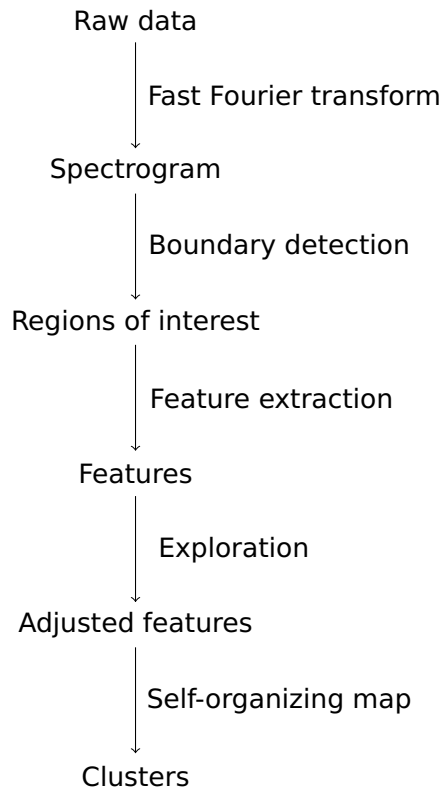 Raw data
Fast Fourier transform
Spectrogram
Boundary detection
Regions of interest
Feature extraction
Features
Exploration
Adjusted features
Self-organizing map
Clusters